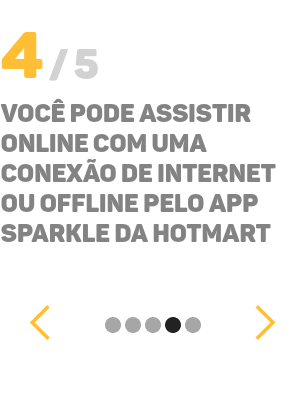 4 / 5
VOCÊ PODE ASSISTIR
ONLINE COM UMA
CONEXÃO DE INTERNET
OU OFFLINE PELO APP
SPARKLE DA HOTMART